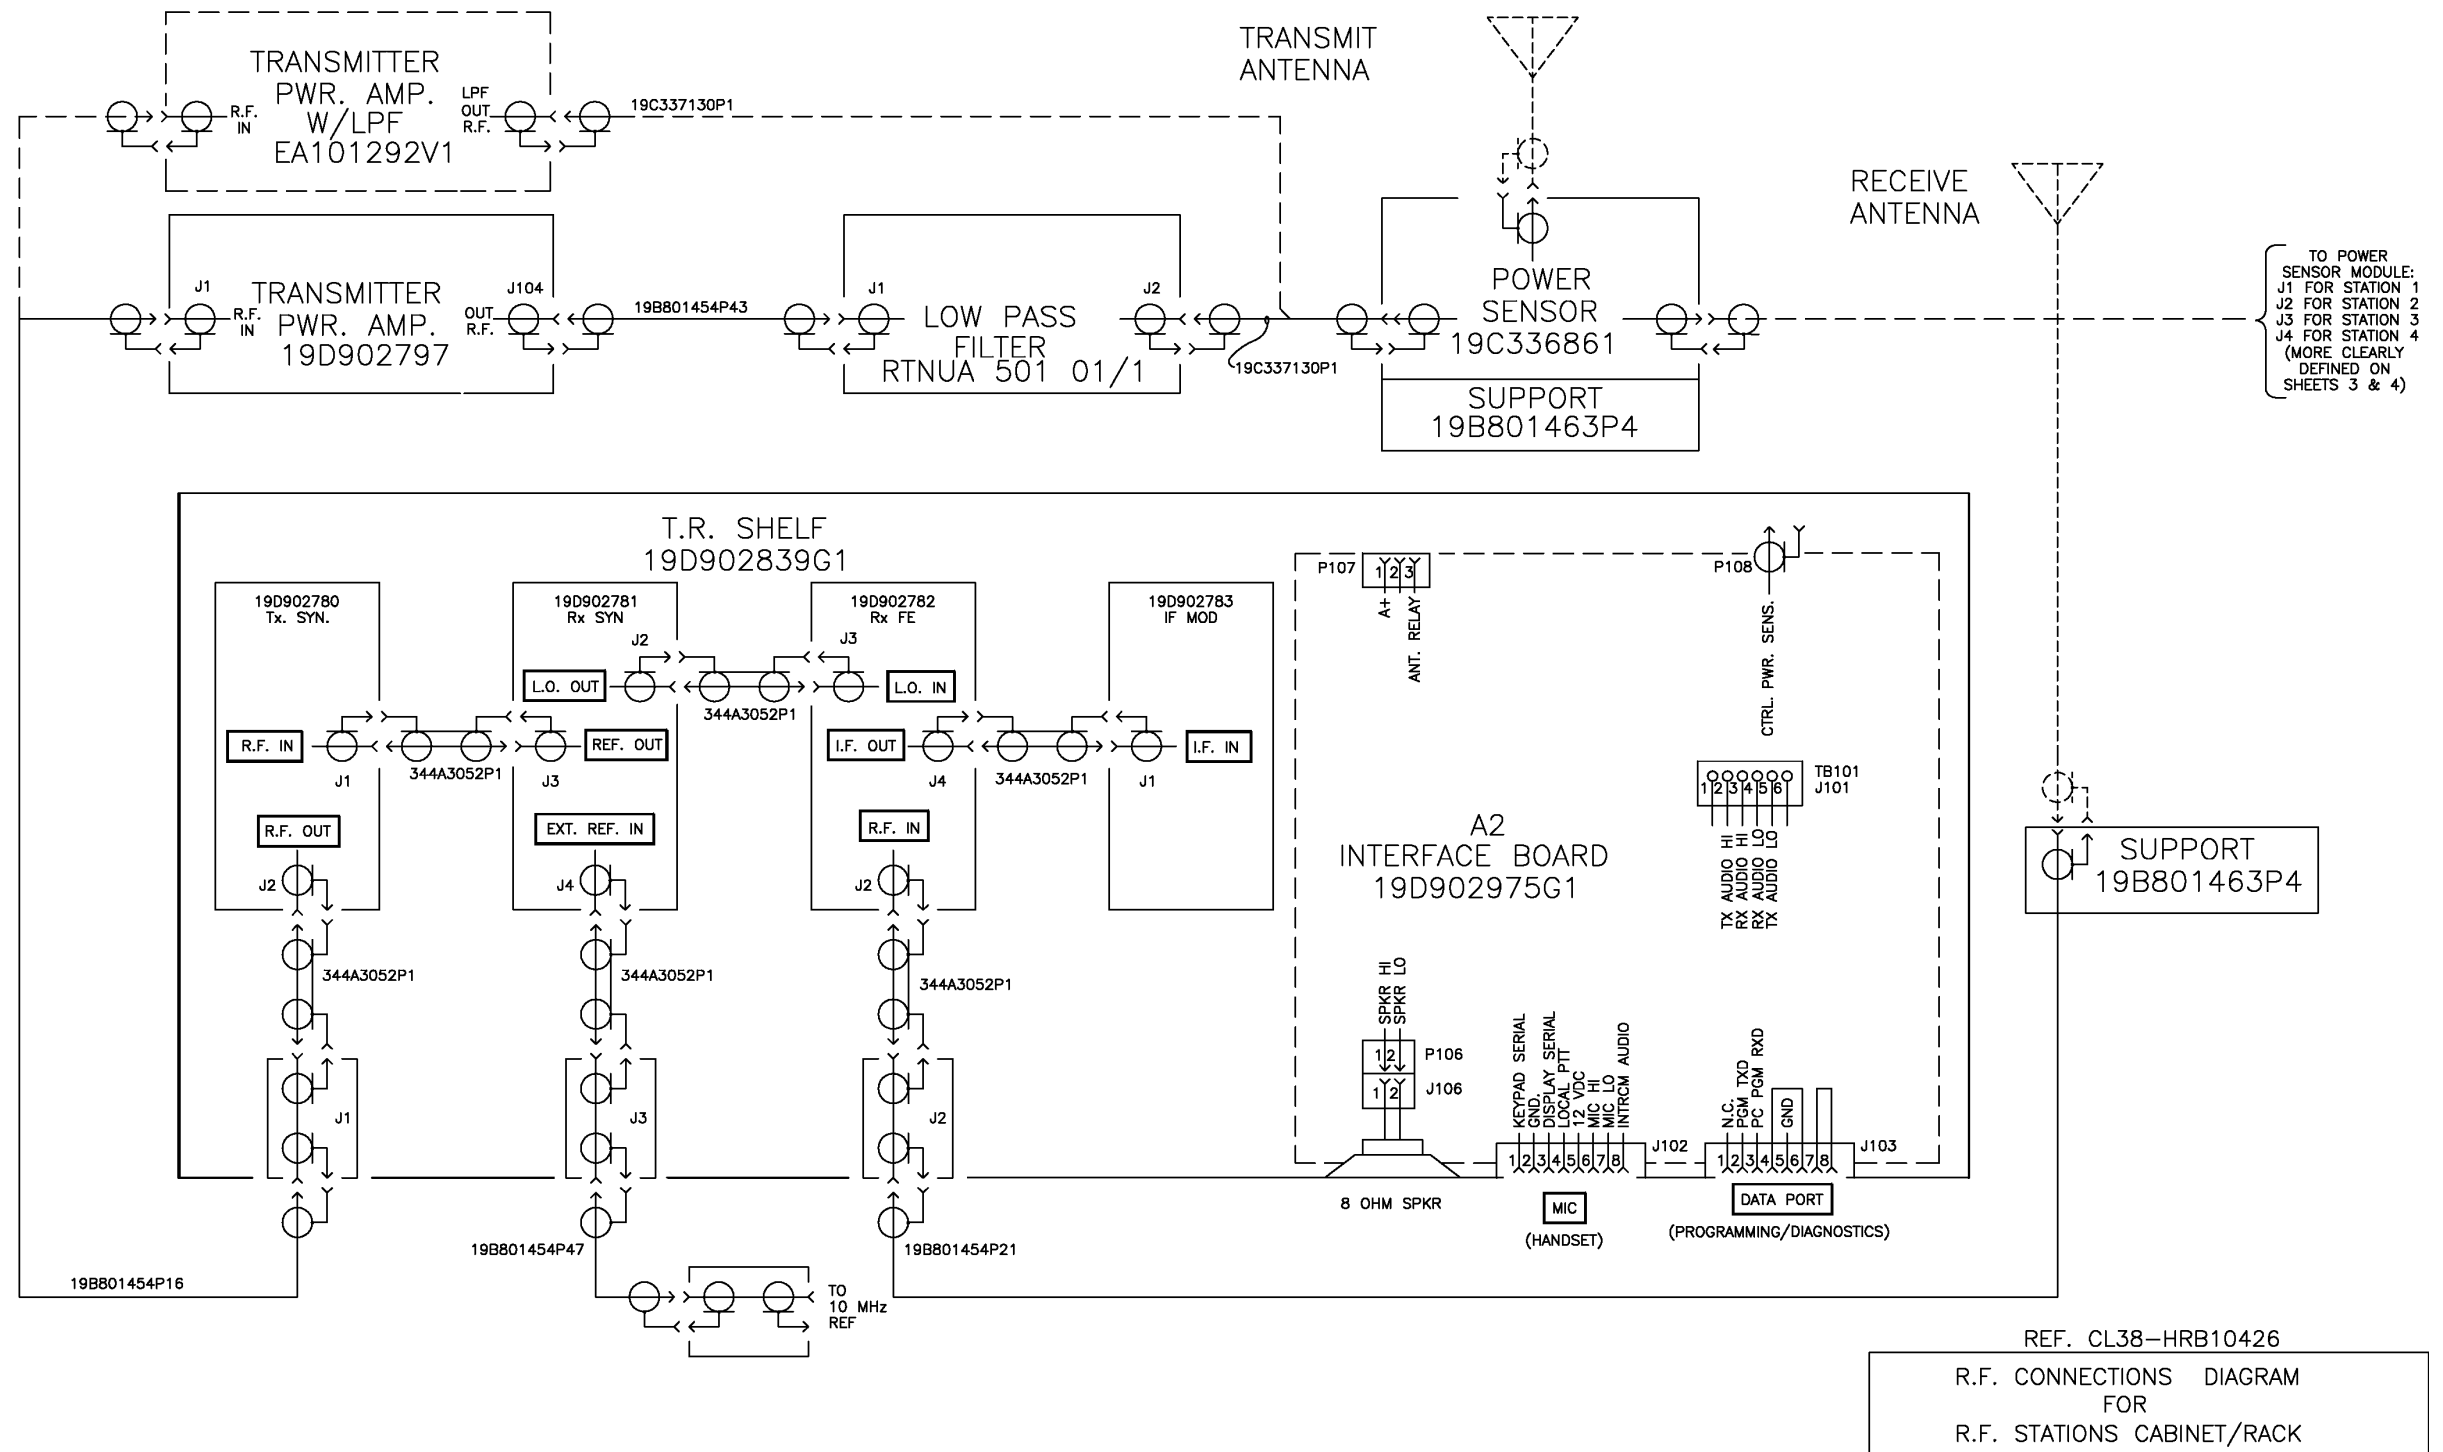 TRANSMITTER
PWR. AMP.
W/LPF
EA101292V1
R.F.
IN
LPF
OUT
R.F.
19C337130P1
TRANSMIT
ANTENNA
RECEIVE
ANTENNA
J1
TRANSMITTER
PWR. AMP.
19D902797
R.F.
IN
J104
OUT
R.F.
19B801454P43
J1
LOW PASS
FILTER
RTNUA 501 01/1
J2
19C337130P1
POWER
SENSOR
19C336861
SUPPORT
19B801463P4
TO POWER
SENSOR MODULE:
J1 FOR STATION 1
J2 FOR STATION 2
J3 FOR STATION 3
J4 FOR STATION 4
(MORE CLEARLY
DEFINED ON
SHEETS 3 & 4)
T.R. SHELF
19D902839G1
19D902780
Tx. SYN.
19D902781
Rx SYN
19D902782
Rx FE
19D902783
IF MOD
J2
J3
L.O. OUT
L.O. IN
344A3052P1
R.F. IN
REF. OUT
J1
344A3052P1
J3
I.F. OUT
I.F. IN
J4
344A3052P1
J1
R.F. OUT
EXT. REF. IN
R.F. IN
J2
J4
J2
344A3052P1
344A3052P1
344A3052P1
J1
J3
J2
19B801454P16
19B801454P47
19B801454P21
TO
10 MHz
REF
P107
1 2 3
A+
ANT. RELAY
P108
CTRL. PWR. SENS.
TB101
J101
1 2 3 4 5 6
TX AUDIO HI
RX AUDIO HI
RX AUDIO LO
TX AUDIO LO
A2
INTERFACE BOARD
19D902975G1
SPKR HI
SPKR LO
1 2
P106
1 2
J106
8 OHM SPKR
KEYPAD SERIAL
GND.
DISPLAY SERIAL
LOCAL PTT
12 VDC
MIC HI
MIC LO
INTRCM AUDIO
1 2 3 4 5 6 7 8
J102
MIC
(HANDSET)
N.C.
PGM TXD
PC PGM RXD
GND
1 2 3 4 5 6 7 8
J103
DATA PORT
(PROGRAMMING/DIAGNOSTICS)
SUPPORT
19B801463P4
REF. CL38-HRB10426
R.F. CONNECTIONS DIAGRAM
FOR
R.F. STATIONS CABINET/RACK